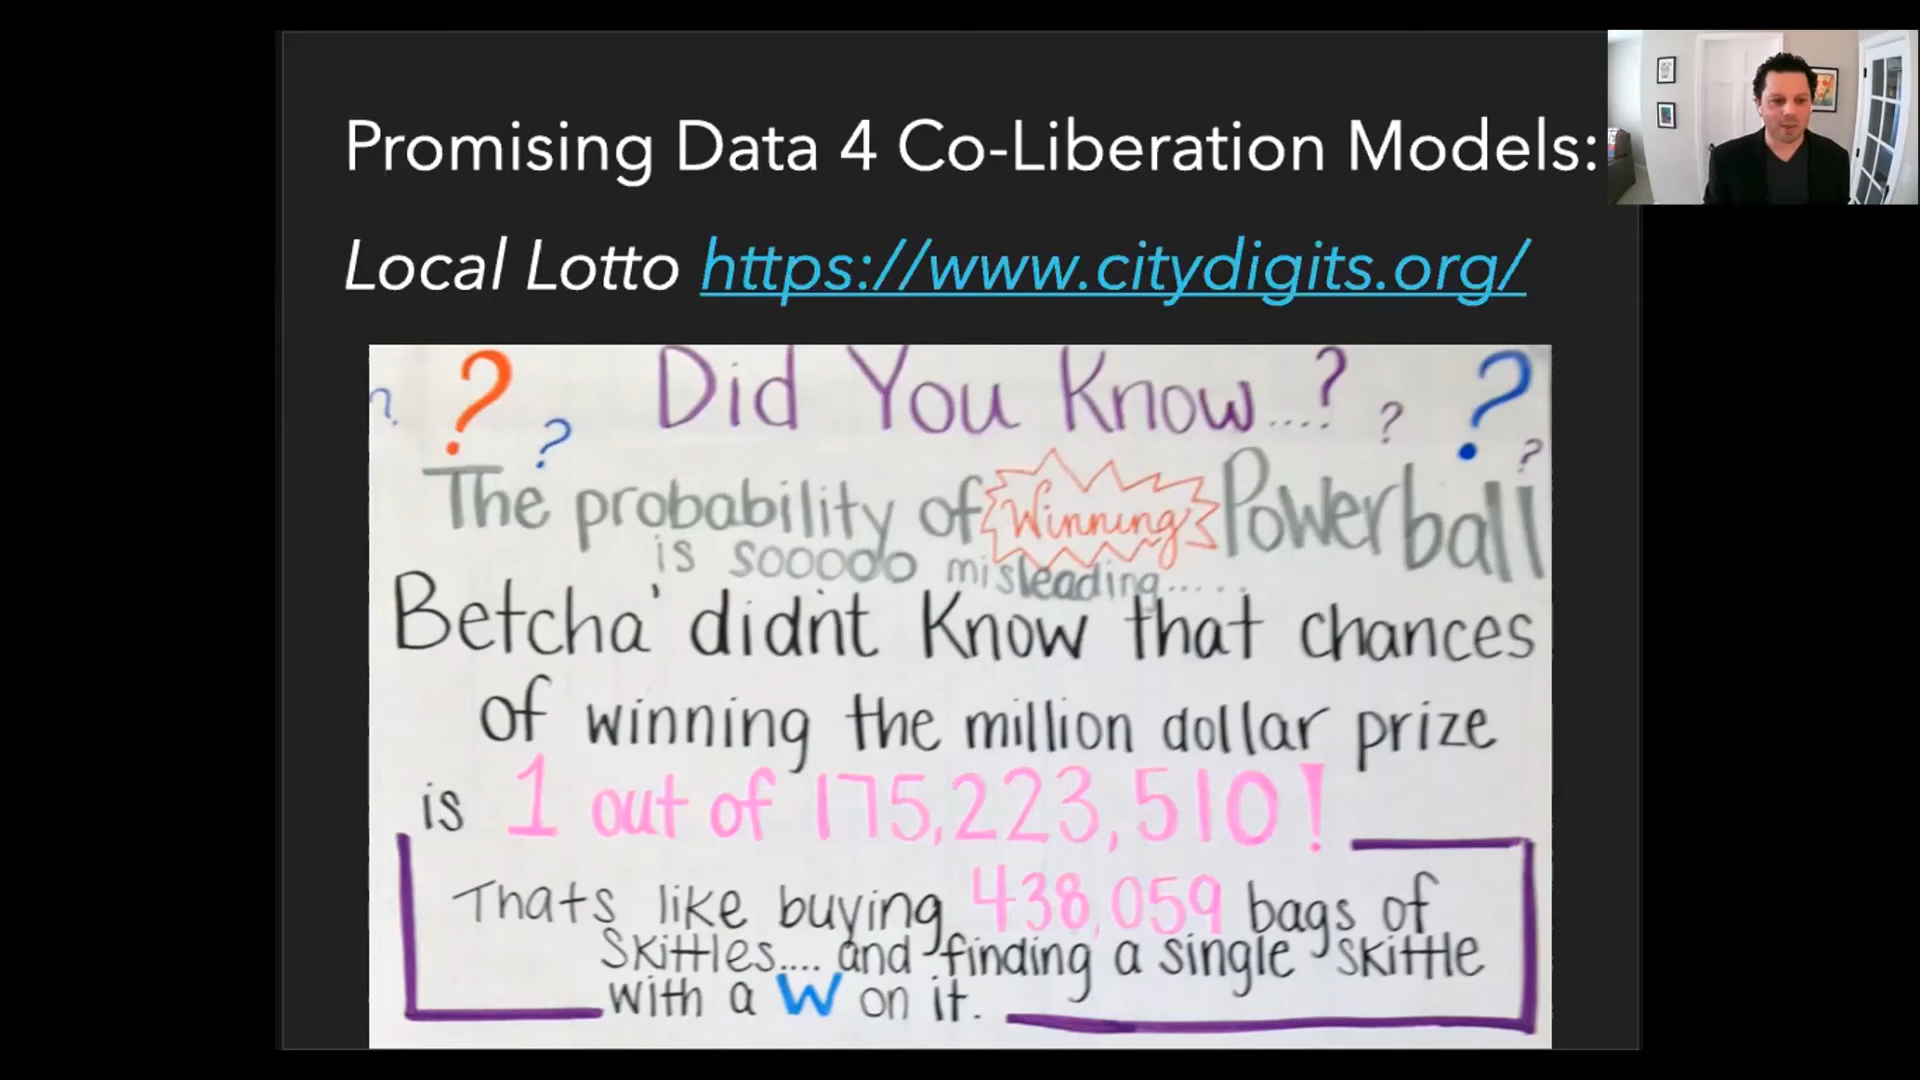 Promising Data 4 Co-Liberation Models:
Local Lotto https://www.citydigits.org/
? ? ? Did You Know....? ? ? ?
The probability of Winning Powerball
is sooooo misleading......
Betcha' didn't Know that chances
of winning the million dollar prize
is 1 out of 175,223,510!
Thats like buying 438,059 bags of
Skittles.... and finding a single skittle
with a W on it.